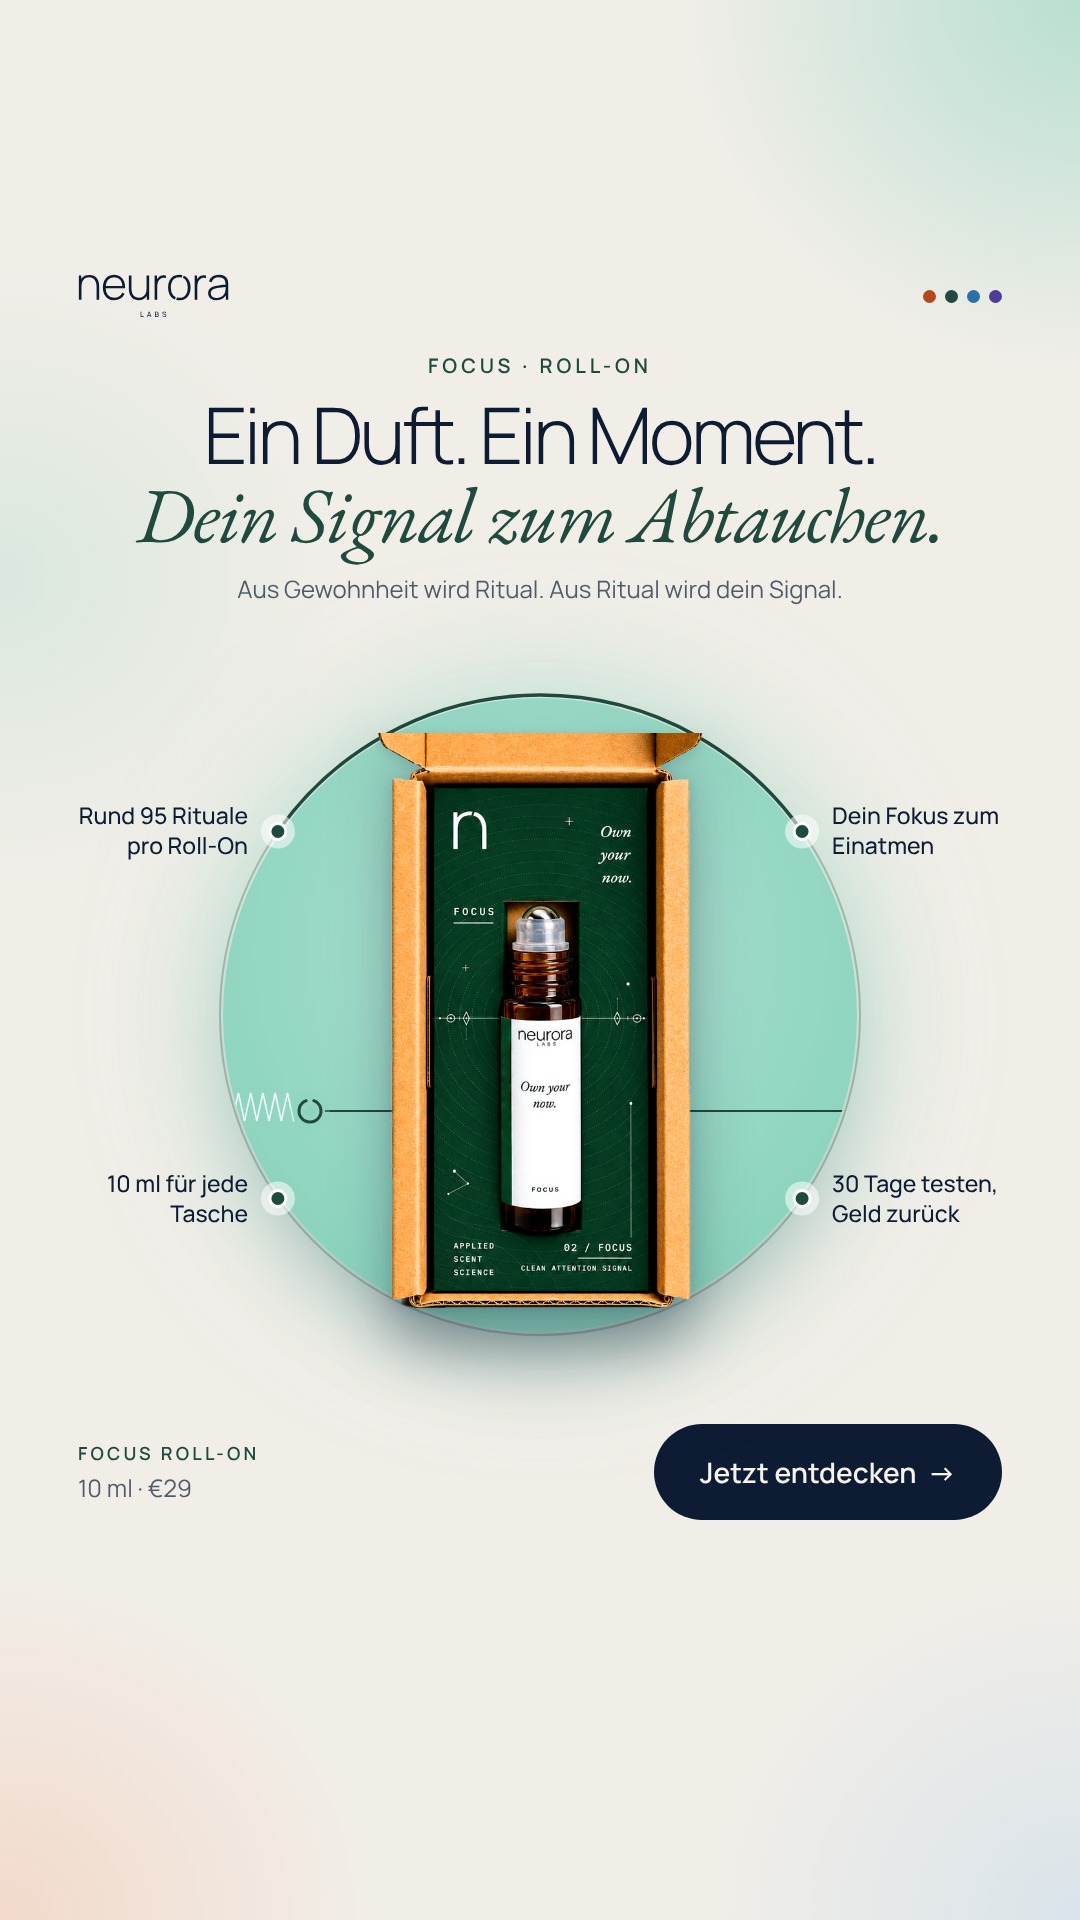 neurora
LABS
FOCUS · ROLL-ON
Ein Duft. Ein Moment.
Dein Signal zum Abtauchen.
Aus Gewohnheit wird Ritual. Aus Ritual wird dein Signal.
Rund 95 Rituale
pro Roll-On
Dein Fokus zum
Einatmen
n
Own
your
now.
FOCUS
neurora
LABS
Own your
now.
FOCUS
10 ml für jede
Tasche
30 Tage testen,
Geld zurück
APPLIED
SCENT
SCIENCE
02 / FOCUS
CLEAN ATTENTION SIGNAL
FOCUS ROLL-ON
10 ml · €29
Jetzt entdecken →